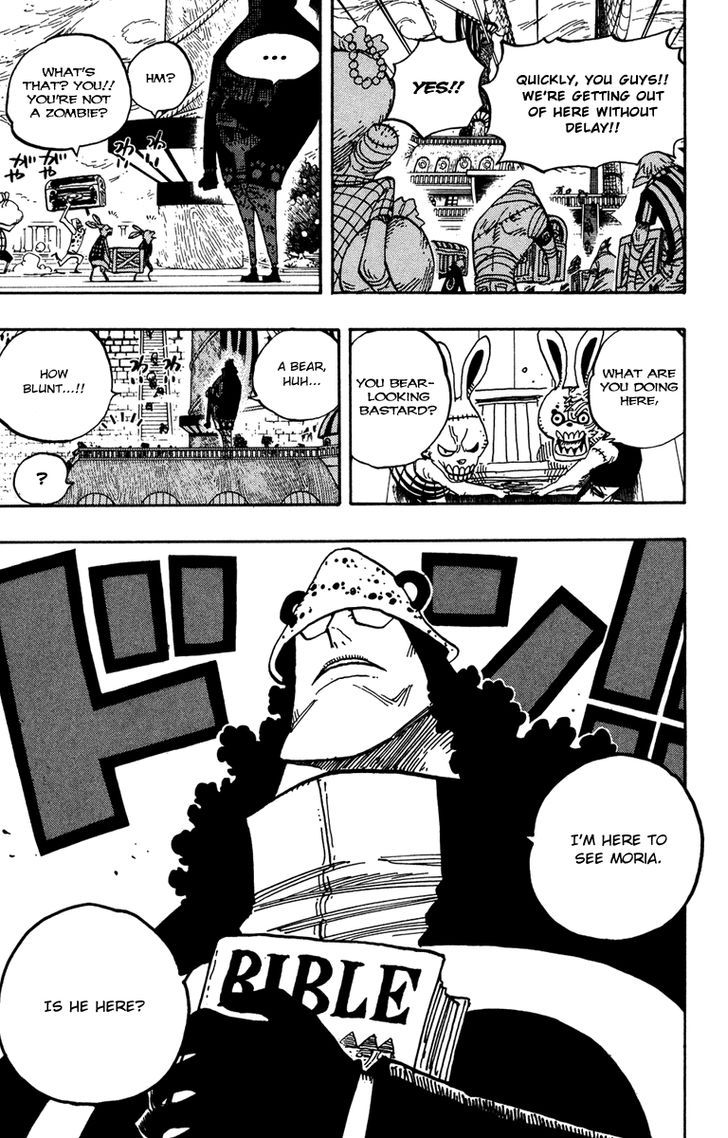 QUICKLY, YOU GUYS!!
WE'RE GETTING OUT
OF HERE WITHOUT
DELAY!!
YES!!
...
HM?
WHAT'S
THAT? YOU!!
YOU'RE NOT
A ZOMBIE?
WHAT ARE
YOU DOING
HERE,
YOU BEAR-
LOOKING
BASTARD?
A BEAR,
HUH...
HOW
BLUNT...!!
?
ドン
I'M HERE TO
SEE MORIA.
IS HE HERE?
BIBLE